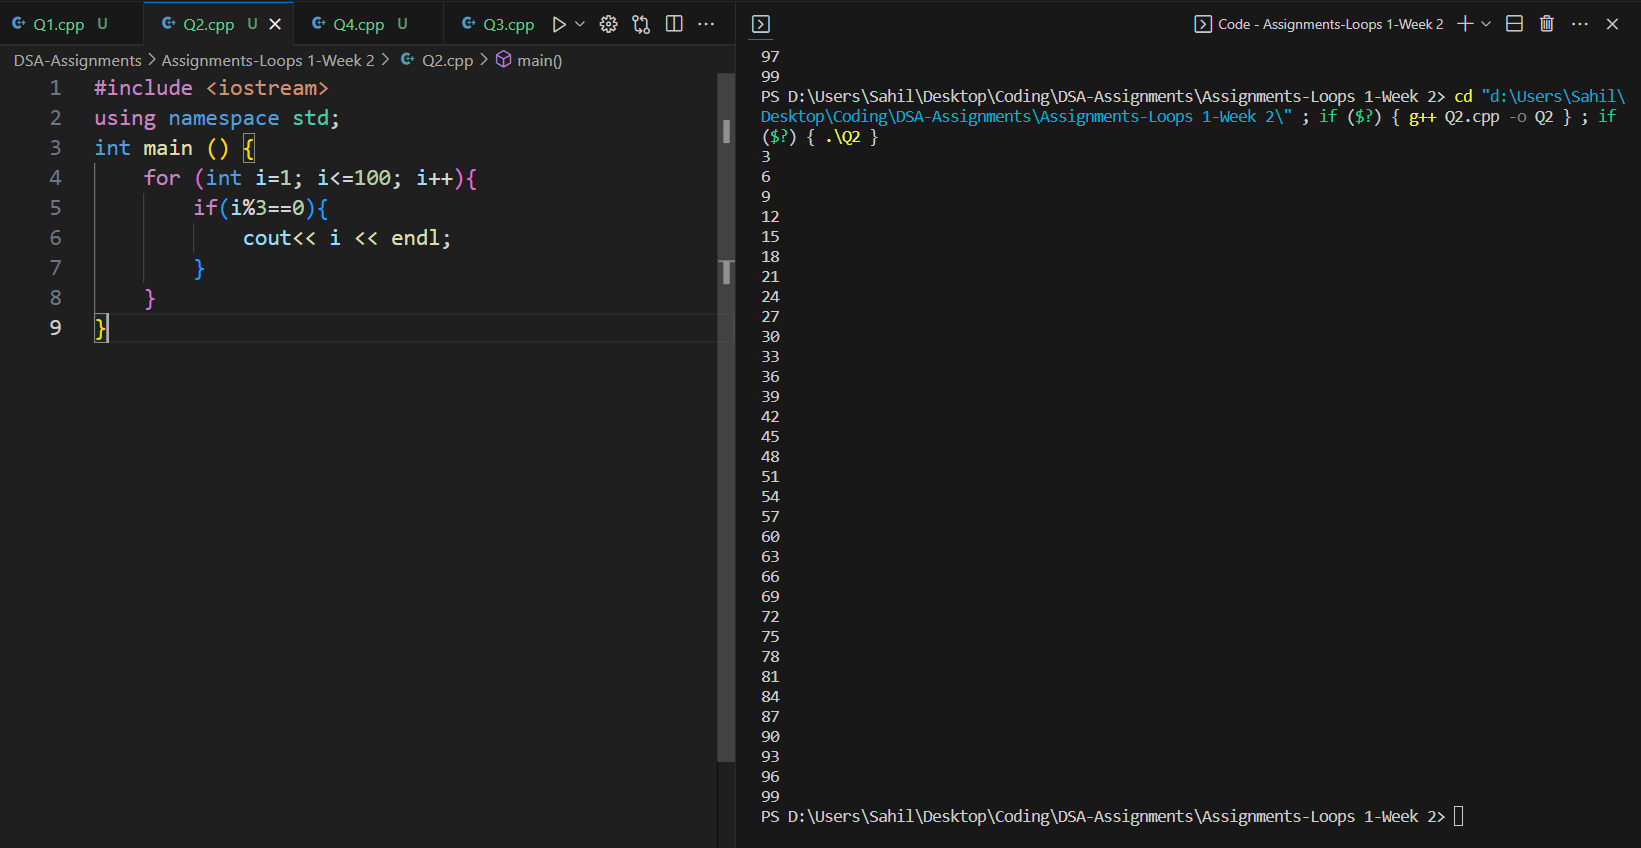 Q1.cpp U Q2.cpp U Q4.cpp U Q3.cpp
DSA-Assignments > Assignments-Loops 1-Week 2 > Q2.cpp > main()
1 #include <iostream>
2 using namespace std;
3 int main () {
4     for (int i=1; i<=100; i++){
5         if(i%3==0){
6             cout<< i << endl;
7         }
8     }
9 }
Code - Assignments-Loops 1-Week 2
97
99
PS D:\Users\Sahil\Desktop\Coding\DSA-Assignments\Assignments-Loops 1-Week 2> cd "d:\Users\Sahil\
Desktop\Coding\DSA-Assignments\Assignments-Loops 1-Week 2\" ; if ($?) { g++ Q2.cpp -o Q2 } ; if
($?) { .\Q2 }
3
6
9
12
15
18
21
24
27
30
33
36
39
42
45
48
51
54
57
60
63
66
69
72
75
78
81
84
87
90
93
96
99
PS D:\Users\Sahil\Desktop\Coding\DSA-Assignments\Assignments-Loops 1-Week 2>